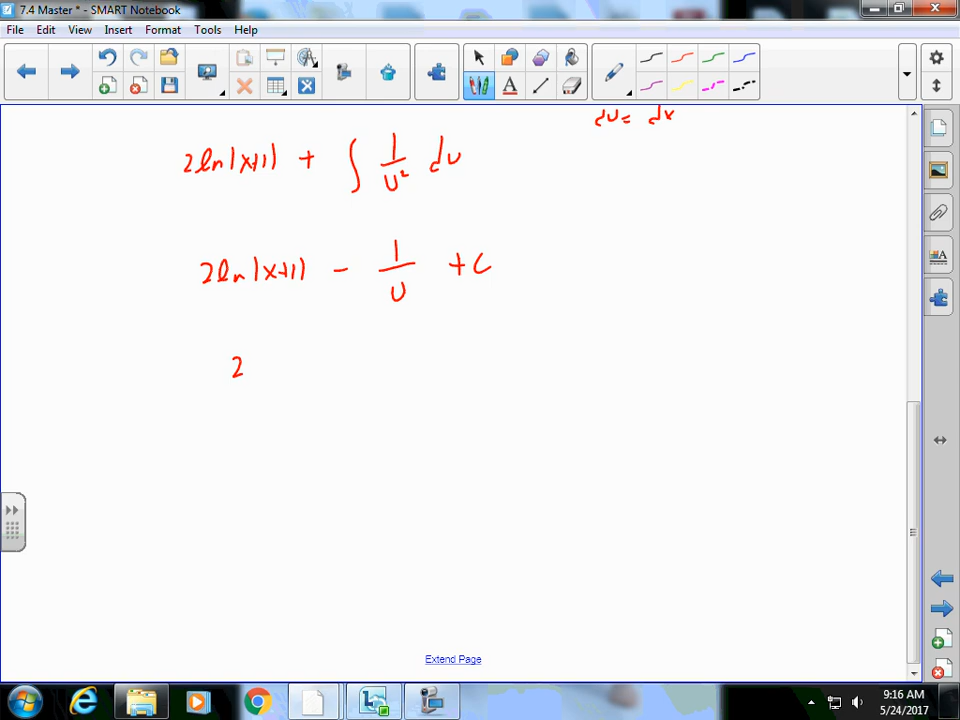 7.4 Master * - SMART Notebook
File Edit View Insert Format Tools Help
du = dx
2ln|x+1| + ∫ 1/u² du
2ln|x+1| - 1/u + C
2
Extend Page
9:16 AM
5/24/2017